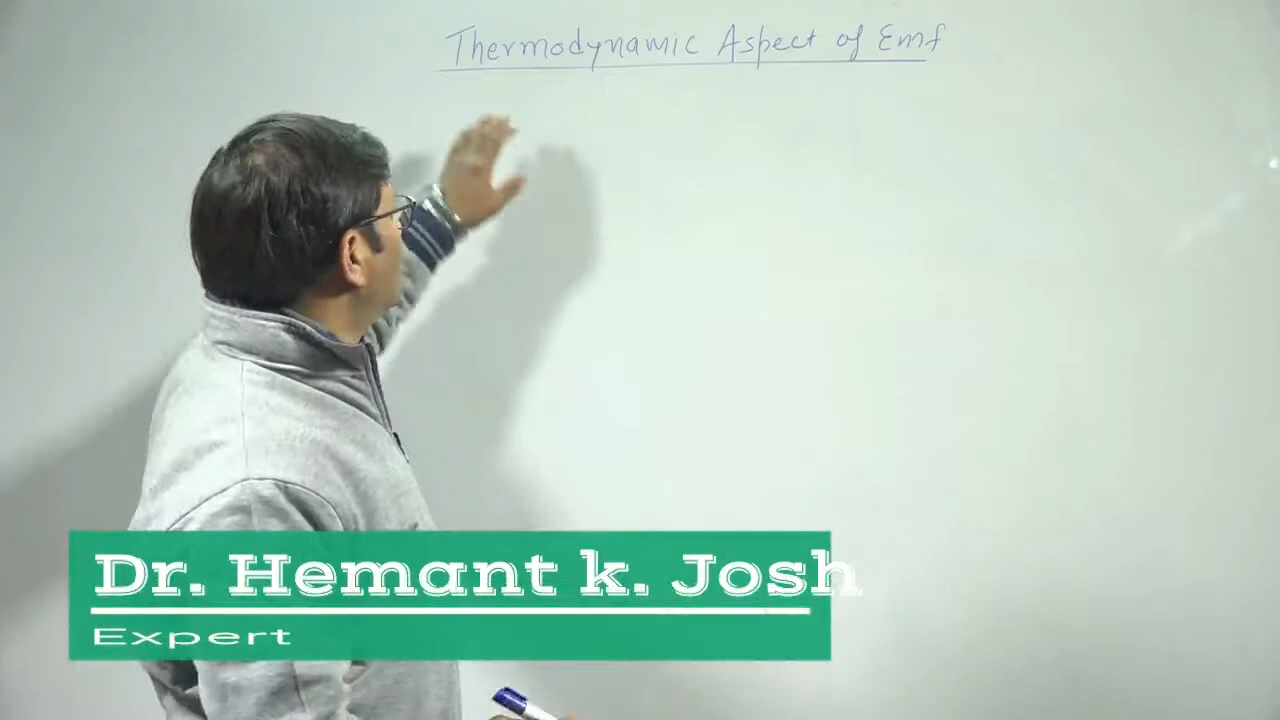 Thermodynamic Aspect of Emf
Dr. Hemant k. Josh
Expert